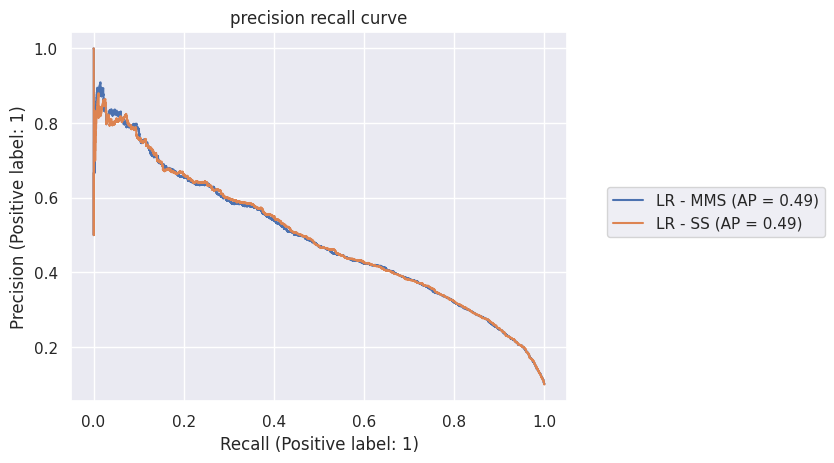 precision recall curve
1.0
0.8
0.6
0.4
0.2
Precision (Positive label: 1)
0.0 0.2 0.4 0.6 0.8 1.0
Recall (Positive label: 1)
LR - MMS (AP = 0.49)
LR - SS (AP = 0.49)